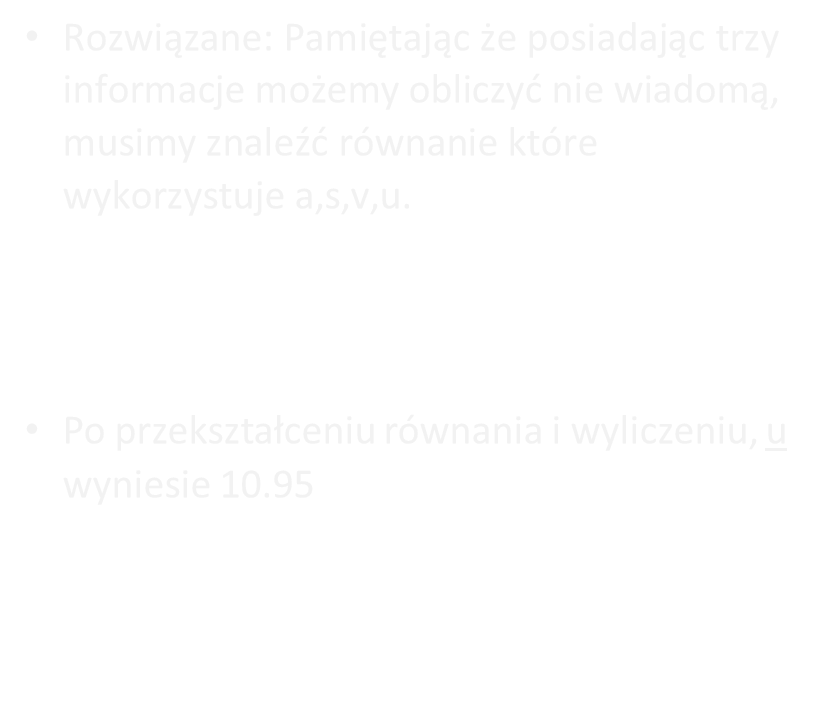 • Rozwiązane: Pamiętając że posiadając trzy
informacje możemy obliczyć nie wiadomą,
musimy znaleźć równanie które
wykorzystuje a,s,v,u.
• Po przekształceniu równania i wyliczeniu, u
wyniesie 10.95